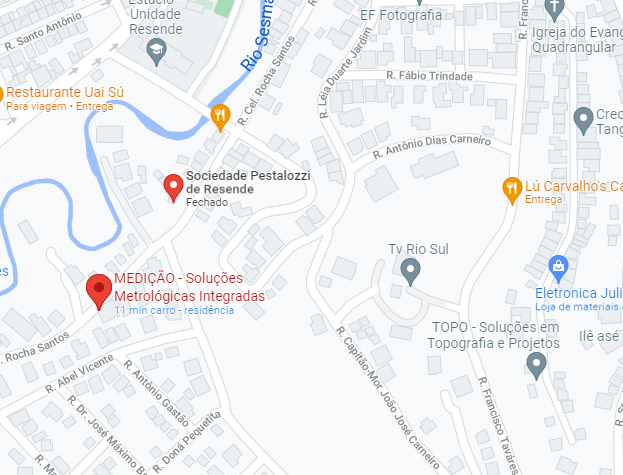 Estácio
Unidade
Resende
R. Santo Antônio
EF Fotografia
R. Franc
Igreja do Evang
Quadrangular
Rio Sesma
R. Cel. Rocha Santos
R. Léia Duarte Jardim
R. Fábio Trindade
Restaurante Uai Sú
Para viagem • Entrega
Crec
Tang
R. Antônio Dias Carneiro
Sociedade Pestalozzi
de Resende
Fechado
Lú Carvalho's Ca
Entrega
Tv Rio Sul
es
MEDIÇÃO - Soluções
Metrológicas Integradas
11 min carro - residência
Eletronica Juli
Loja de materiais
. Rocha Santos
TOPO - Soluções em
Topografia e Projetos
Ilê asé
R. Abel Vicente
R. Antônio Gastão
R. Capitão-Mor João José Carneiro
R. Francisco Tavares
R. Dr. José Máximo
R. Doná Pequetita
R. Ma